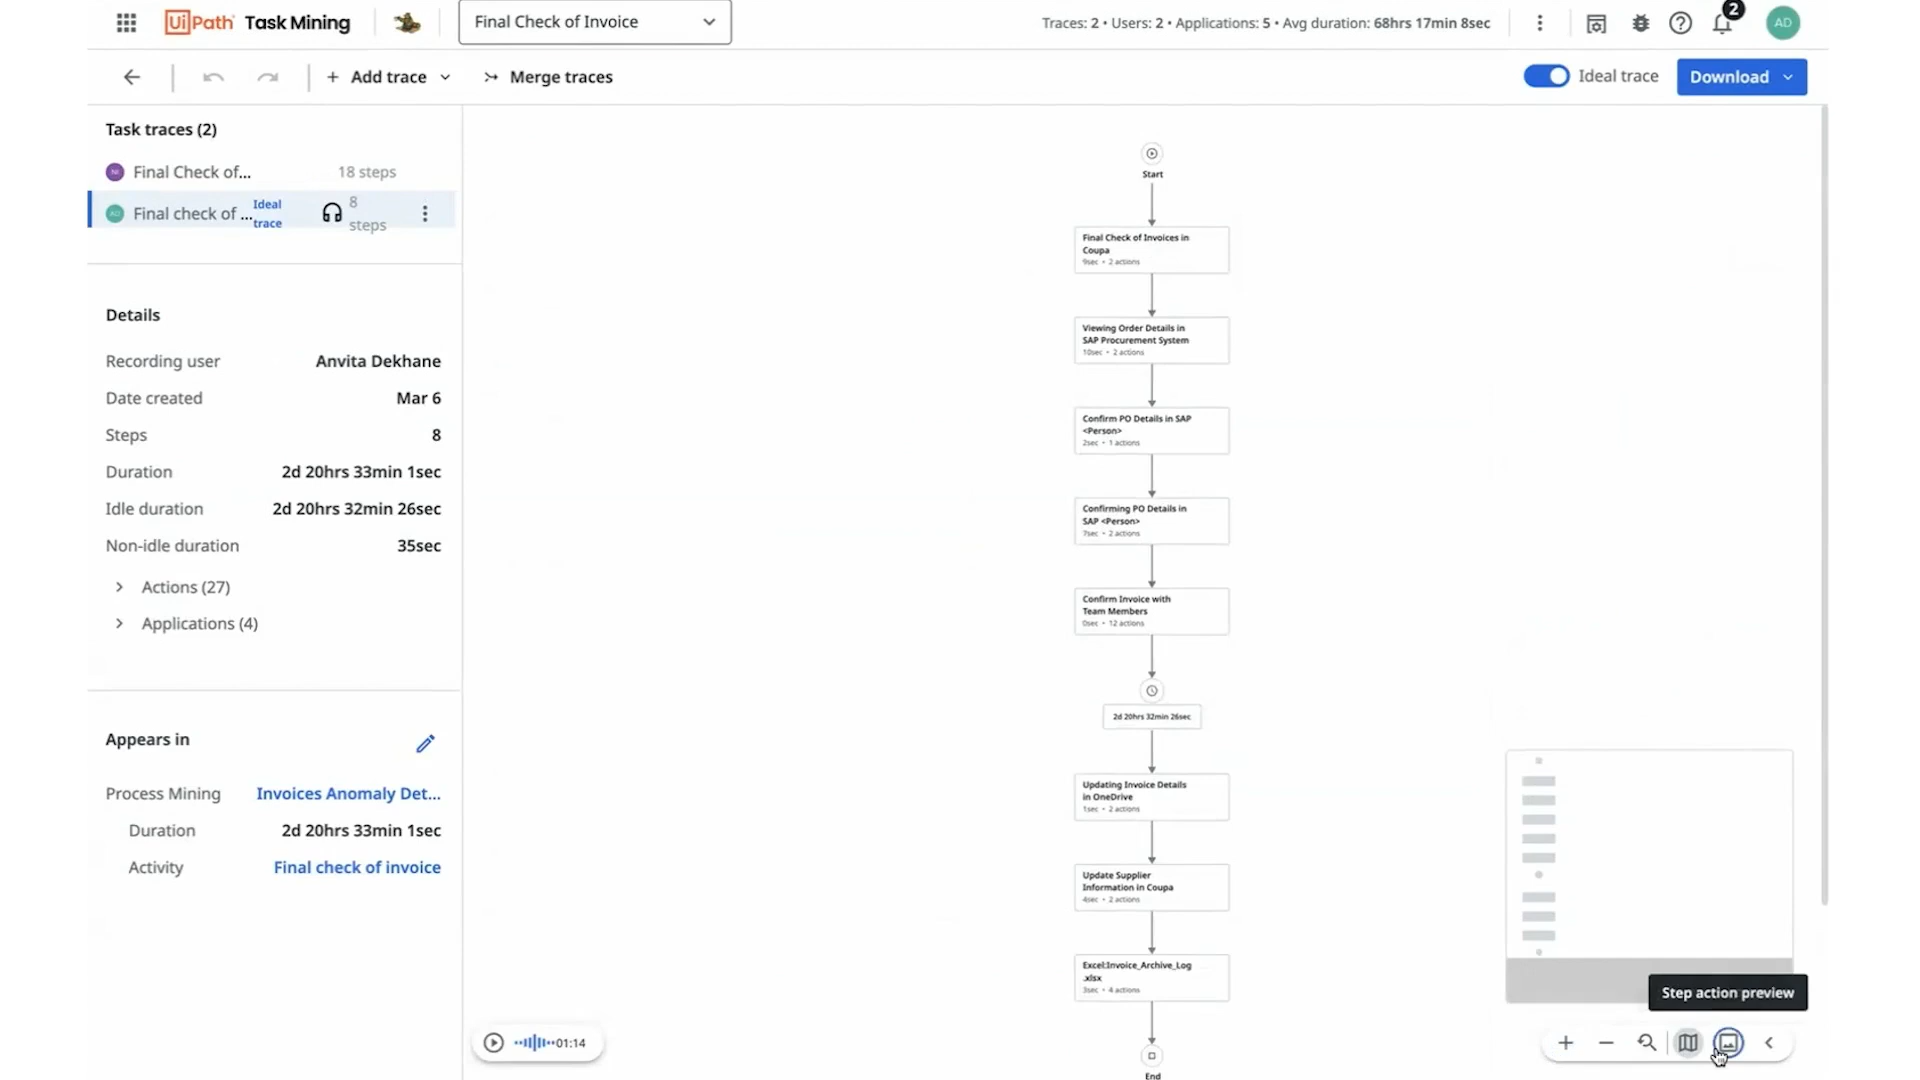 UiPath Task Mining
Final Check of Invoice
Traces: 2 • Users: 2 • Applications: 5 • Avg duration: 68hrs 17min 8sec
2
AD
+ Add trace
Merge traces
Ideal trace
Download
Task traces (2)
NI
Final Check of...
18 steps
AD
Final check of ...
Ideal
trace
8
steps
Details
Recording user
Anvita Dekhane
Date created
Mar 6
Steps
8
Duration
2d 20hrs 33min 1sec
Idle duration
2d 20hrs 32min 26sec
Non-idle duration
35sec
Actions (27)
Applications (4)
Appears in
Process Mining
Invoices Anomaly Det...
Duration
2d 20hrs 33min 1sec
Activity
Final check of invoice
Start
Final Check of Invoices in
Coupa
9sec • 2 actions
Viewing Order Details in
SAP Procurement System
10sec • 2 actions
Confirm PO Details in SAP
<Person>
2sec • 1 actions
Confirming PO Details in
SAP <Person>
7sec • 2 actions
Confirm Invoice with
Team Members
0sec • 12 actions
2d 20hrs 32min 26sec
Updating Invoice Details
in OneDrive
1sec • 2 actions
Update Supplier
Information in Coupa
4sec • 2 actions
Excel:Invoice_Archive_Log
.xlsx
3sec • 4 actions
End
01:14
Step action preview